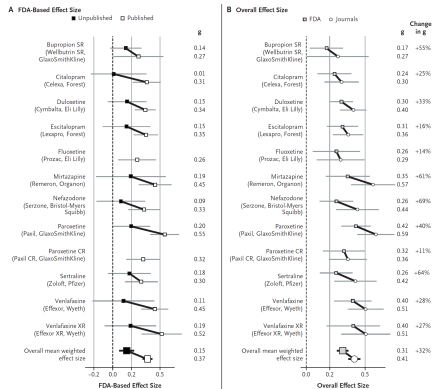 A FDA-Based Effect Size
Unpublished Published
g
Bupropion SR
(Wellbutrin SR,
GlaxoSmithKline)
0.14
0.27
Citalopram
(Celexa, Forest)
0.01
0.31
Duloxetine
(Cymbalta, Eli Lilly)
0.15
0.34
Escitalopram
(Lexapro, Forest)
0.15
0.35
Fluoxetine
(Prozac, Eli Lilly)
0.26
Mirtazapine
(Remeron, Organon)
0.19
0.45
Nefazodone
(Serzone, Bristol-Myers
Squibb)
0.09
0.33
Paroxetine
(Paxil, GlaxoSmithKline)
0.20
0.55
Paroxetine CR
(Paxil CR, GlaxoSmithKline)
0.32
Sertraline
(Zoloft, Pfizer)
0.18
0.30
Venlafaxine
(Effexor, Wyeth)
0.11
0.45
Venlafaxine XR
(Effexor XR, Wyeth)
0.19
0.52
Overall mean weighted
effect size
0.15
0.37
-0.2 0.0 0.2 0.5
FDA-Based Effect Size
B Overall Effect Size
FDA Journals
g
Change
in g
Bupropion SR
(Wellbutrin SR,
GlaxoSmithKline)
0.17 +55%
0.27
Citalopram
(Celexa, Forest)
0.24 +25%
0.30
Duloxetine
(Cymbalta, Eli Lilly)
0.30 +33%
0.40
Escitalopram
(Lexapro, Forest)
0.31 +16%
0.36
Fluoxetine
(Prozac, Eli Lilly)
0.26 +14%
0.29
Mirtazapine
(Remeron, Organon)
0.35 +61%
0.57
Nefazodone
(Serzone, Bristol-Myers
Squibb)
0.26 +69%
0.44
Paroxetine
(Paxil, GlaxoSmithKline)
0.42 +40%
0.59
Paroxetine CR
(Paxil CR, GlaxoSmithKline)
0.32 +11%
0.36
Sertraline
(Zoloft, Pfizer)
0.26 +64%
0.42
Venlafaxine
(Effexor, Wyeth)
0.40 +28%
0.51
Venlafaxine XR
(Effexor XR, Wyeth)
0.40 +27%
0.51
Overall mean weighted
effect size
0.31 +32%
0.41
0.0 0.2 0.5
Overall Effect Size